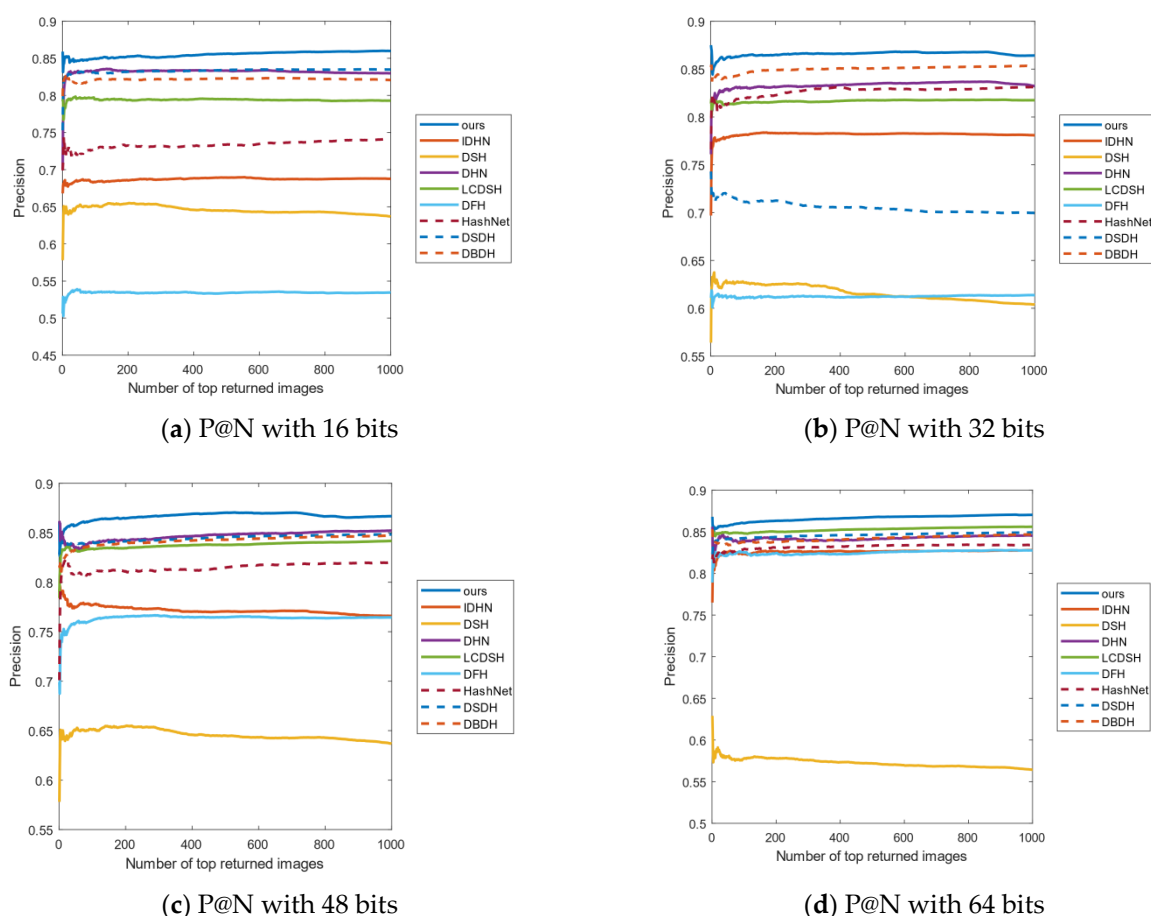 0.9
0.85
0.8
0.75
0.7
0.65
0.6
0.55
0.5
0.45
Precision
0 200 400 600 800 1000
Number of top returned images
ours
IDHN
DSH
DHN
LCDSH
DFH
HashNet
DSDH
DBDH
(a) P@N with 16 bits
0.9
0.85
0.8
0.75
0.7
0.65
0.6
0.55
Precision
0 200 400 600 800 1000
Number of top returned images
ours
IDHN
DSH
DHN
LCDSH
DFH
HashNet
DSDH
DBDH
(b) P@N with 32 bits
0.9
0.85
0.8
0.75
0.7
0.65
0.6
0.55
Precision
0 200 400 600 800 1000
Number of top returned images
ours
IDHN
DSH
DHN
LCDSH
DFH
HashNet
DSDH
DBDH
(c) P@N with 48 bits
0.9
0.85
0.8
0.75
0.7
0.65
0.6
0.55
0.5
Precision
0 200 400 600 800 1000
Number of top returned images
ours
IDHN
DSH
DHN
LCDSH
DFH
HashNet
DSDH
DBDH
(d) P@N with 64 bits